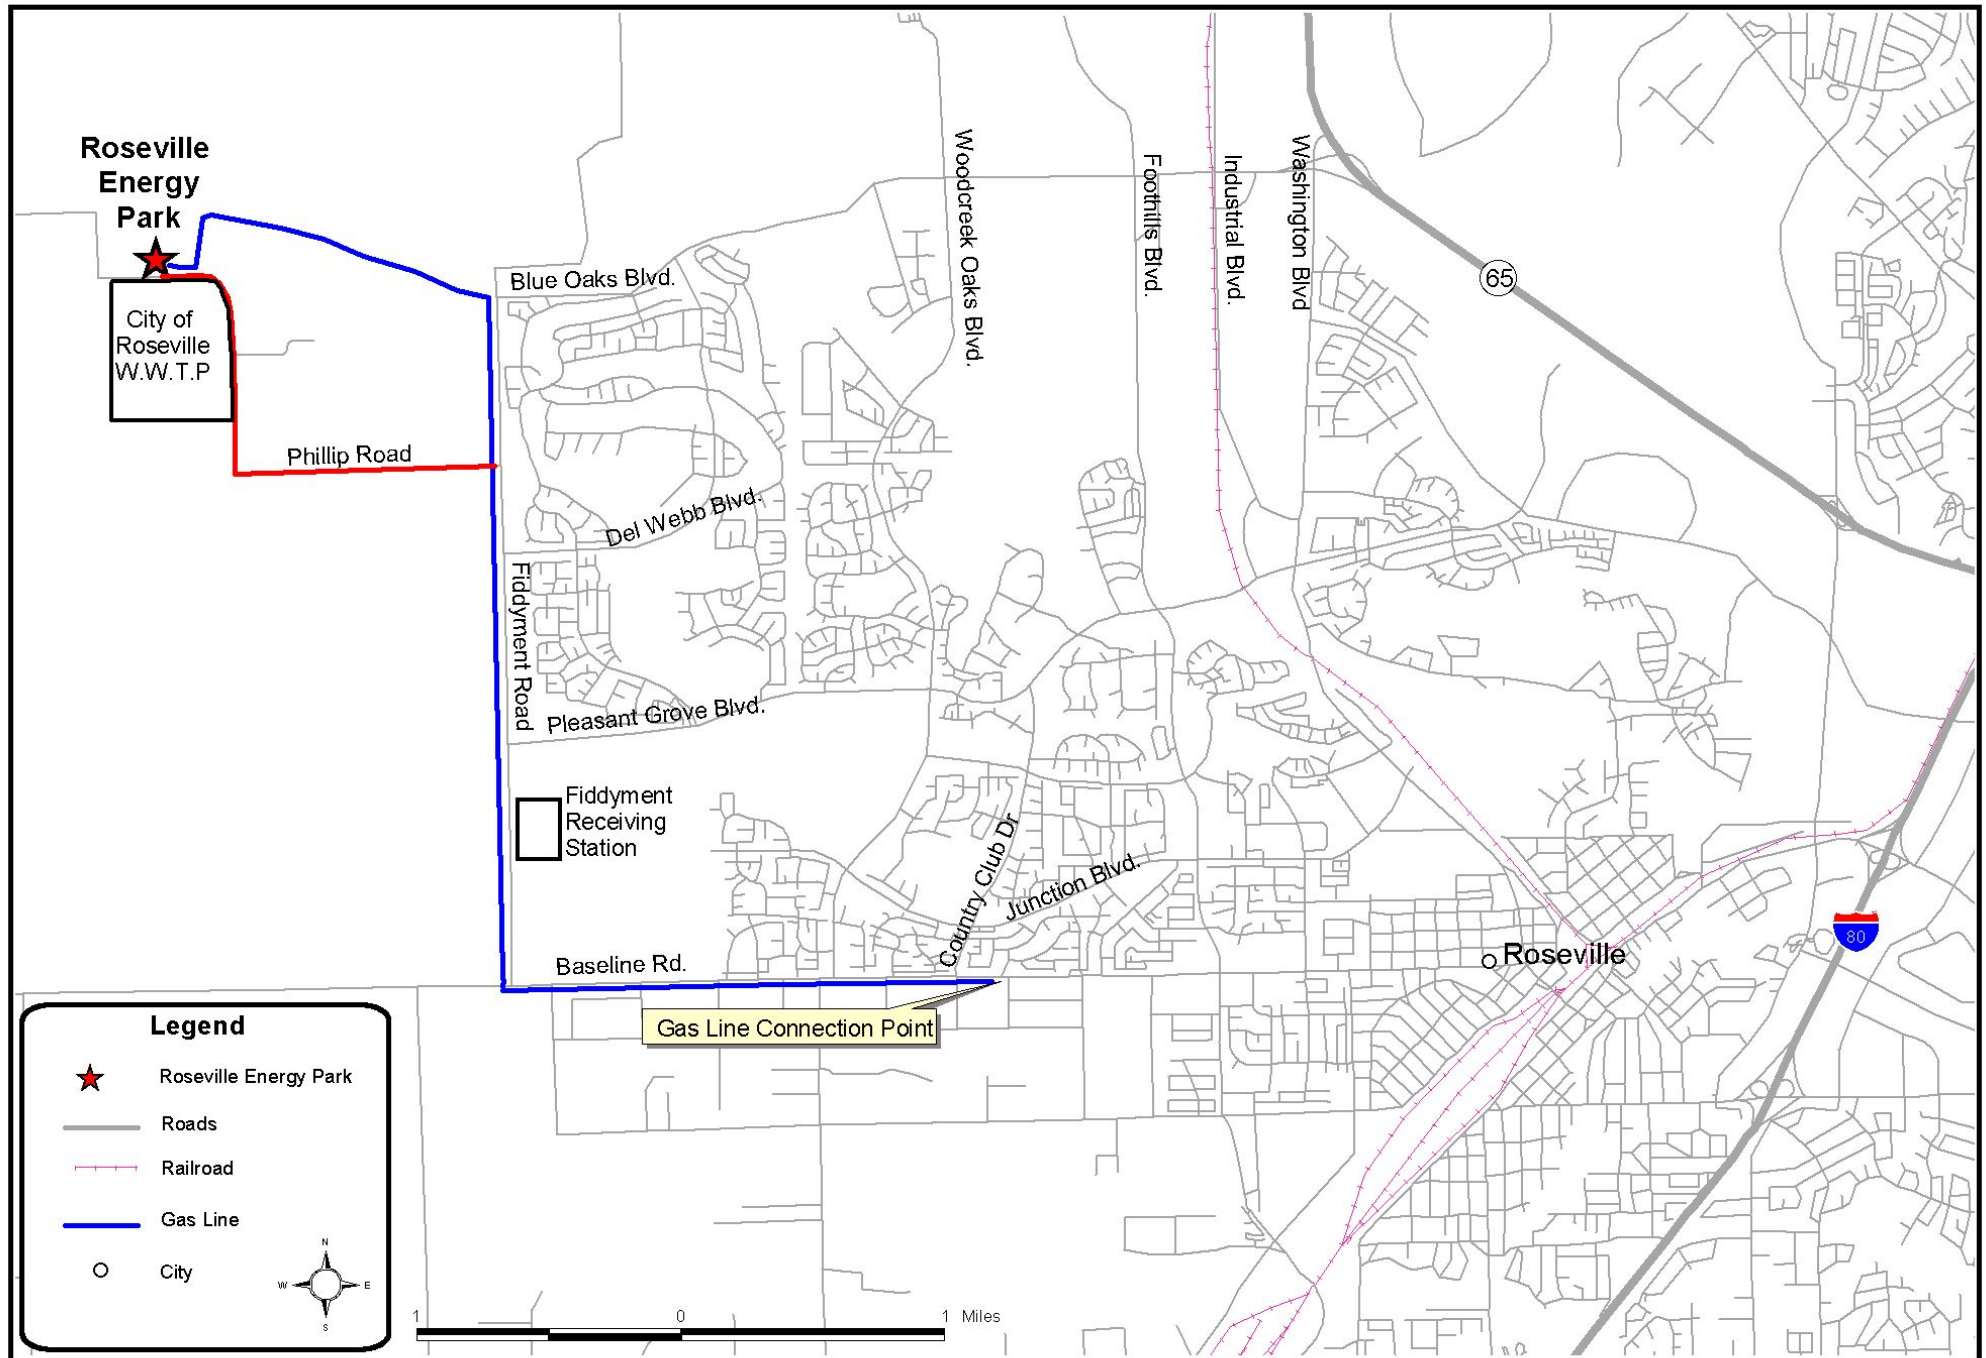 Roseville
Energy
Park
City of
Roseville
W.W.T.P
Phillip Road
Blue Oaks Blvd.
Woodcreek Oaks Blvd.
Foothills Blvd.
Industrial Blvd.
Washington Blvd
65
Del Webb Blvd.
Fiddyment Road
Pleasant Grove Blvd.
Fiddyment
Receiving
Station
Country Club Dr
Junction Blvd.
Baseline Rd.
Roseville
80
Gas Line Connection Point
Legend
Roseville Energy Park
Roads
Railroad
Gas Line
City
N
W
E
S
1
0
1 Miles